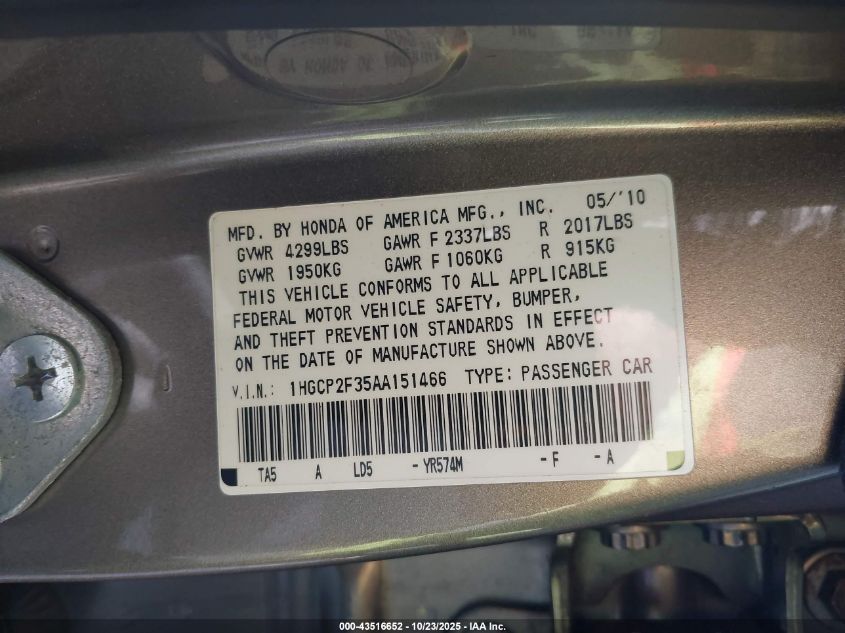 MFD. BY HONDA OF AMERICA MFG., INC. 05/'10
GVWR 4299LBS GAWR F 2337LBS R 2017LBS
GVWR 1950KG GAWR F 1060KG R 915KG
THIS VEHICLE CONFORMS TO ALL APPLICABLE
FEDERAL MOTOR VEHICLE SAFETY, BUMPER,
AND THEFT PREVENTION STANDARDS IN EFFECT
ON THE DATE OF MANUFACTURE SHOWN ABOVE.
V.I.N.: 1HGCP2F35AA151466 TYPE: PASSENGER CAR
TA5 A LD5 -YR574M -F -A
000-43516652 | 10/23/2025 - IAA Inc.